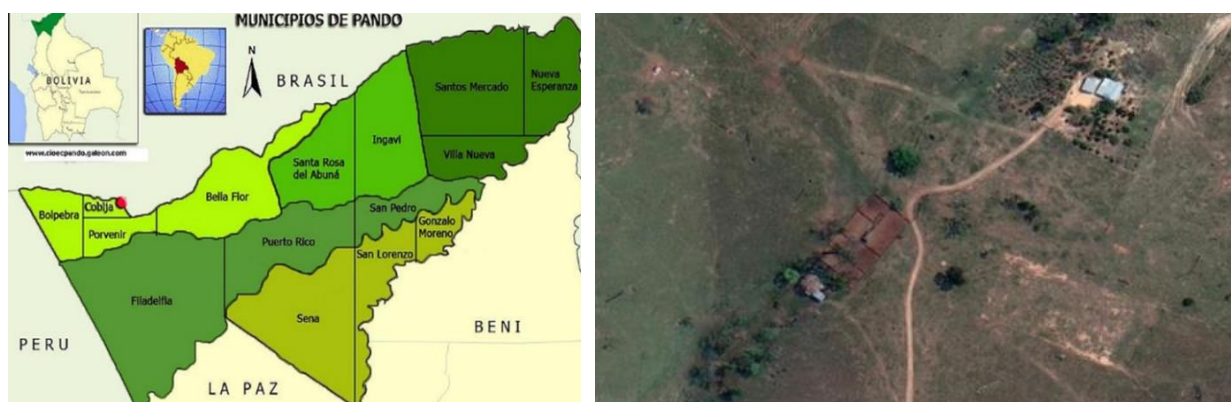 MUNICIPIOS DE PANDO
BOLIVIA
www.cioecpando.galeon.com
N
BRASIL
Santos Mercado
Nueva
Esperanza
Ingavi
Santa Rosa
del Abuná
Villa Nueva
Bella Flor
Cobija
Bolpebra
Porvenir
San Pedro
Gonzalo
Moreno
Puerto Rico
San Lorenzo
Filadelfia
Sena
BENI
PERU
LA PAZ